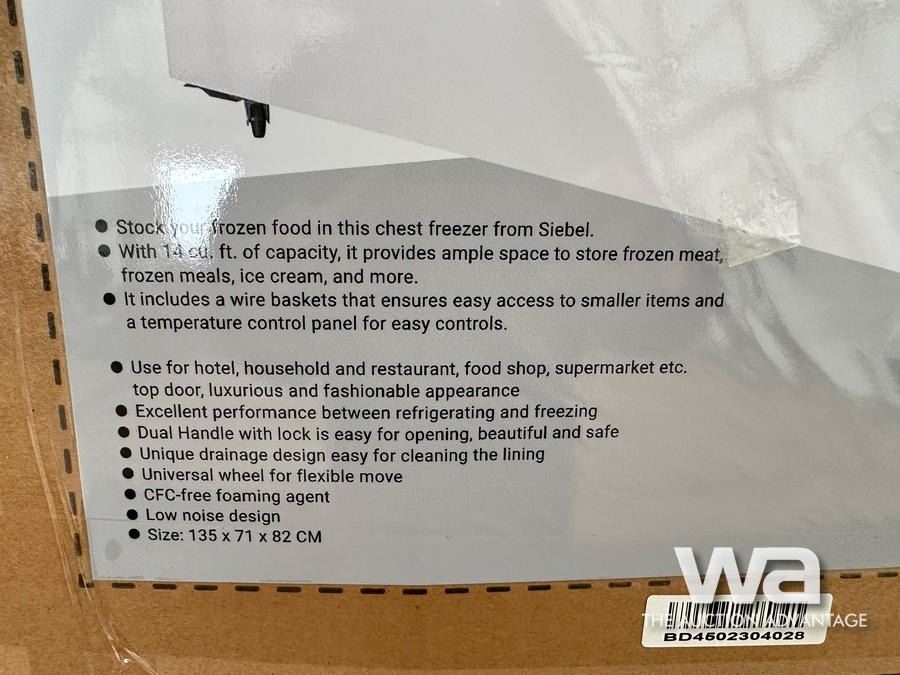 ● Stock your frozen food in this chest freezer from Siebel.
● With 14 cu. ft. of capacity, it provides ample space to store frozen meat,
frozen meals, ice cream, and more.
● It includes a wire baskets that ensures easy access to smaller items and
a temperature control panel for easy controls.
● Use for hotel, household and restaurant, food shop, supermarket etc.
top door, luxurious and fashionable appearance
● Excellent performance between refrigerating and freezing
● Dual Handle with lock is easy for opening, beautiful and safe
● Unique drainage design easy for cleaning the lining
● Universal wheel for flexible move
● CFC-free foaming agent
● Low noise design
● Size: 135 x 71 x 82 CM
wa
THE AUCTION ADVANTAGE
BD4502304028